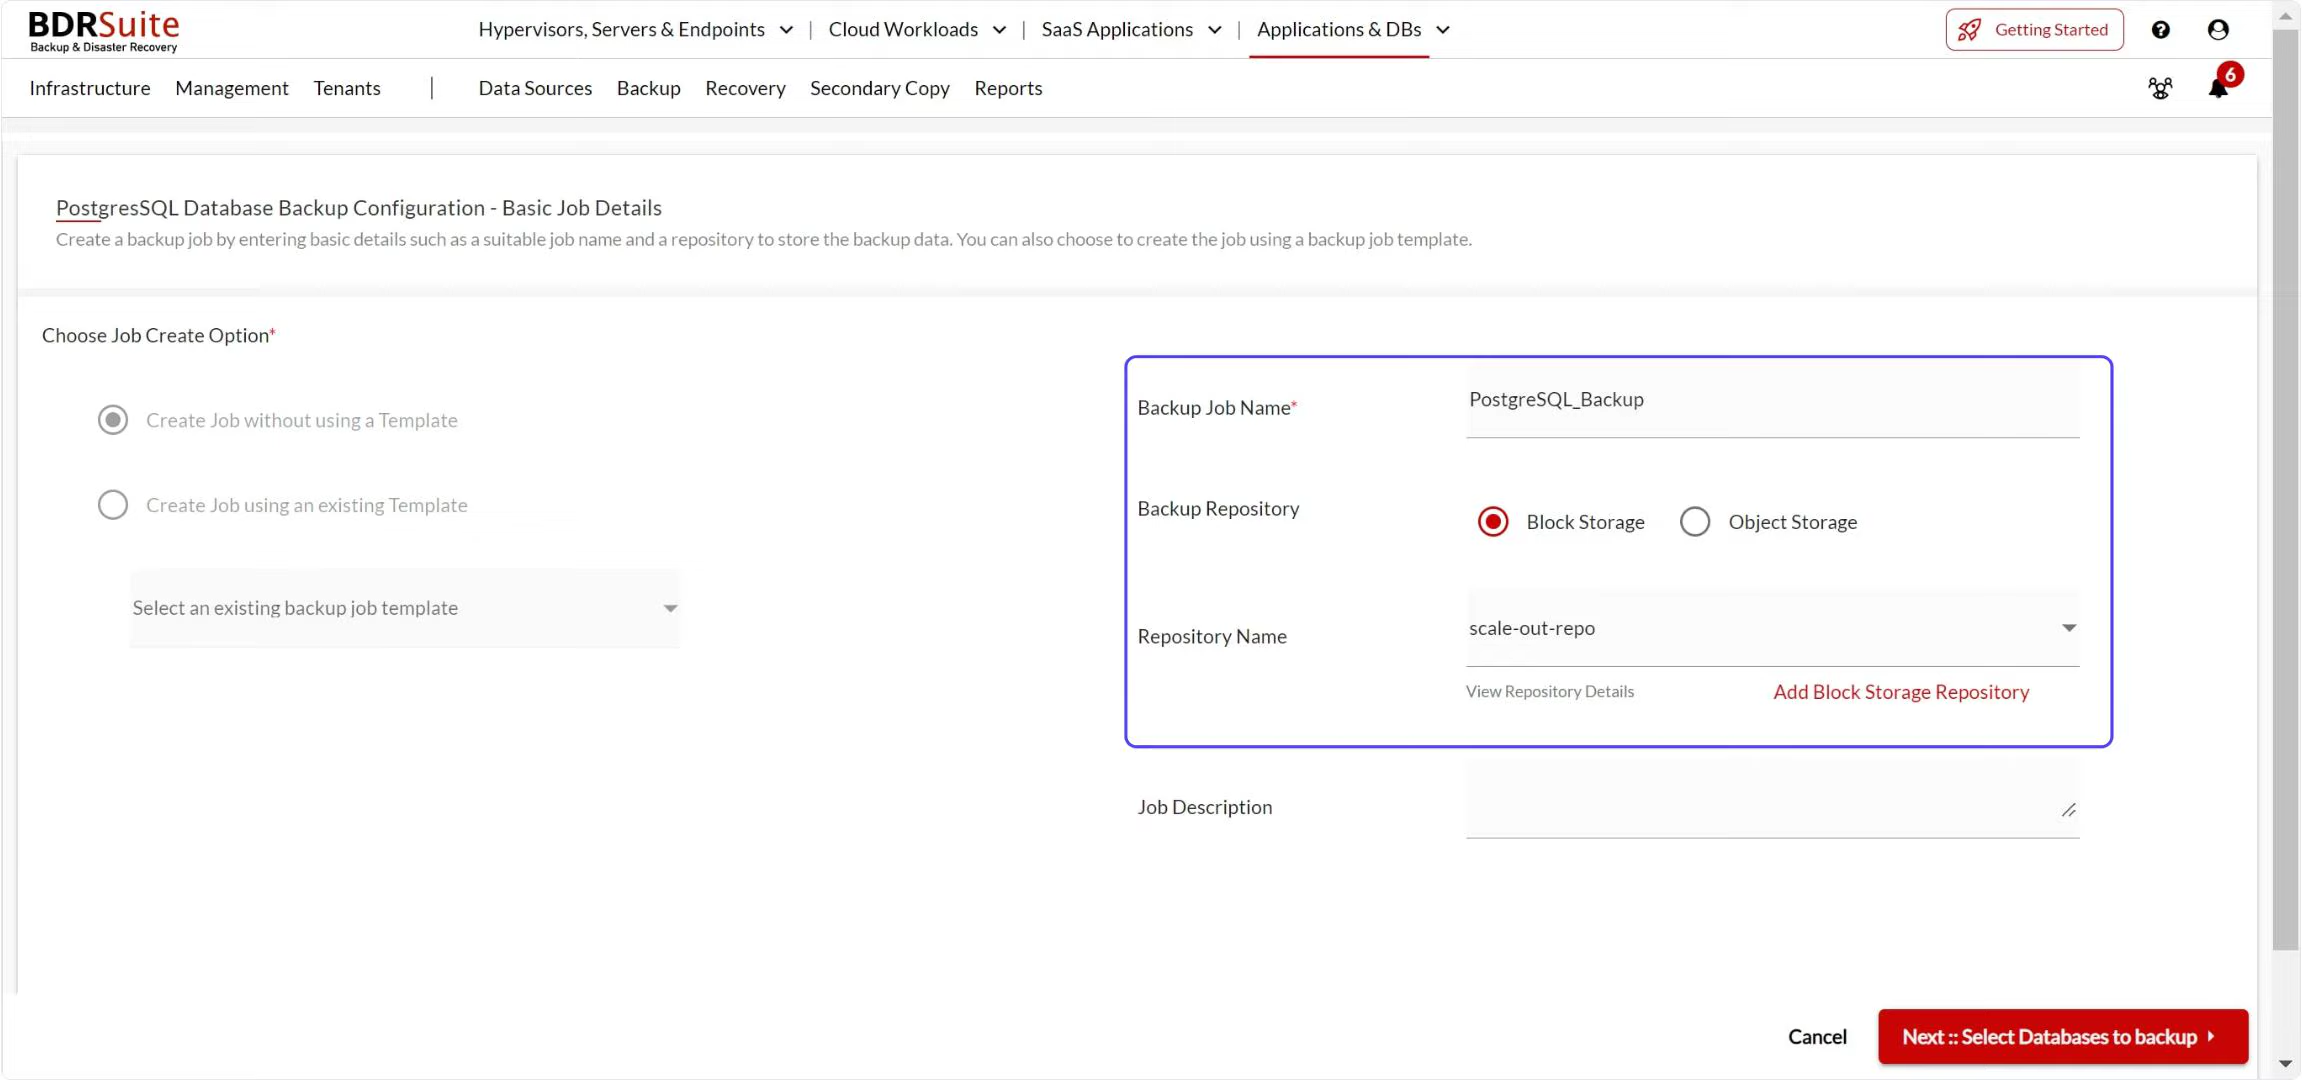 BDRSuite
Backup & Disaster Recovery
Hypervisors, Servers & Endpoints | Cloud Workloads | SaaS Applications | Applications & DBs
Getting Started
Infrastructure Management Tenants | Data Sources Backup Recovery Secondary Copy Reports
6
PostgresSQL Database Backup Configuration - Basic Job Details
Create a backup job by entering basic details such as a suitable job name and a repository to store the backup data. You can also choose to create the job using a backup job template.
Choose Job Create Option*
Create Job without using a Template
Create Job using an existing Template
Select an existing backup job template
Backup Job Name*
PostgreSQL_Backup
Backup Repository
Block Storage
Object Storage
Repository Name
scale-out-repo
View Repository Details
Add Block Storage Repository
Job Description
Cancel
Next :: Select Databases to backup